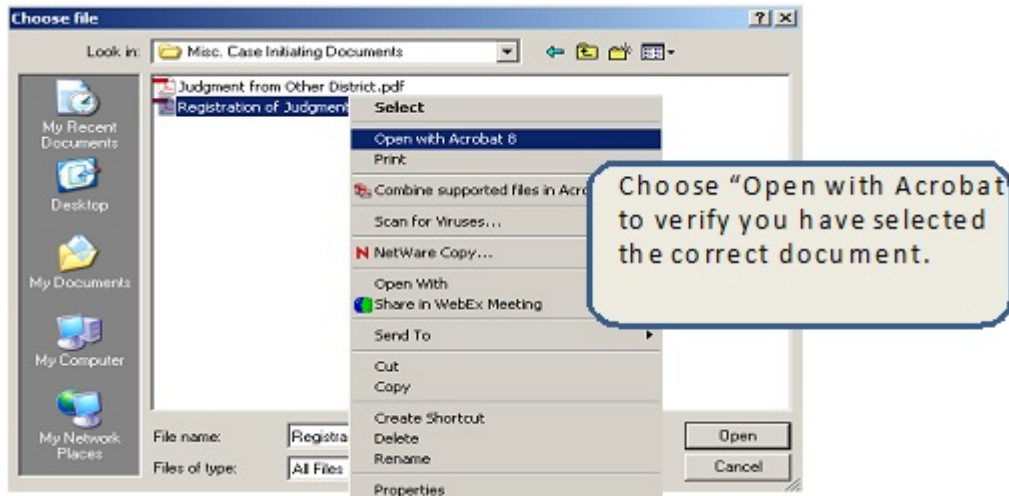 Choose file
Look in: Misc. Case Initiating Documents
Judgment from Other District.pdf
Registration of Judgment
My Recent
Documents
Desktop
My Documents
My Computer
My Network
Places
Select
Open with Acrobat 8
Print
Combine supported files in Acro
Scan for Viruses...
N NetWare Copy...
Open With
Share in WebEx Meeting
Send To
Cut
Copy
Create Shortcut
Delete
Rename
Properties
Choose “Open with Acrobat”
to verify you have selected
the correct document.
File name: Registra
Open
Files of type: All Files
Cancel